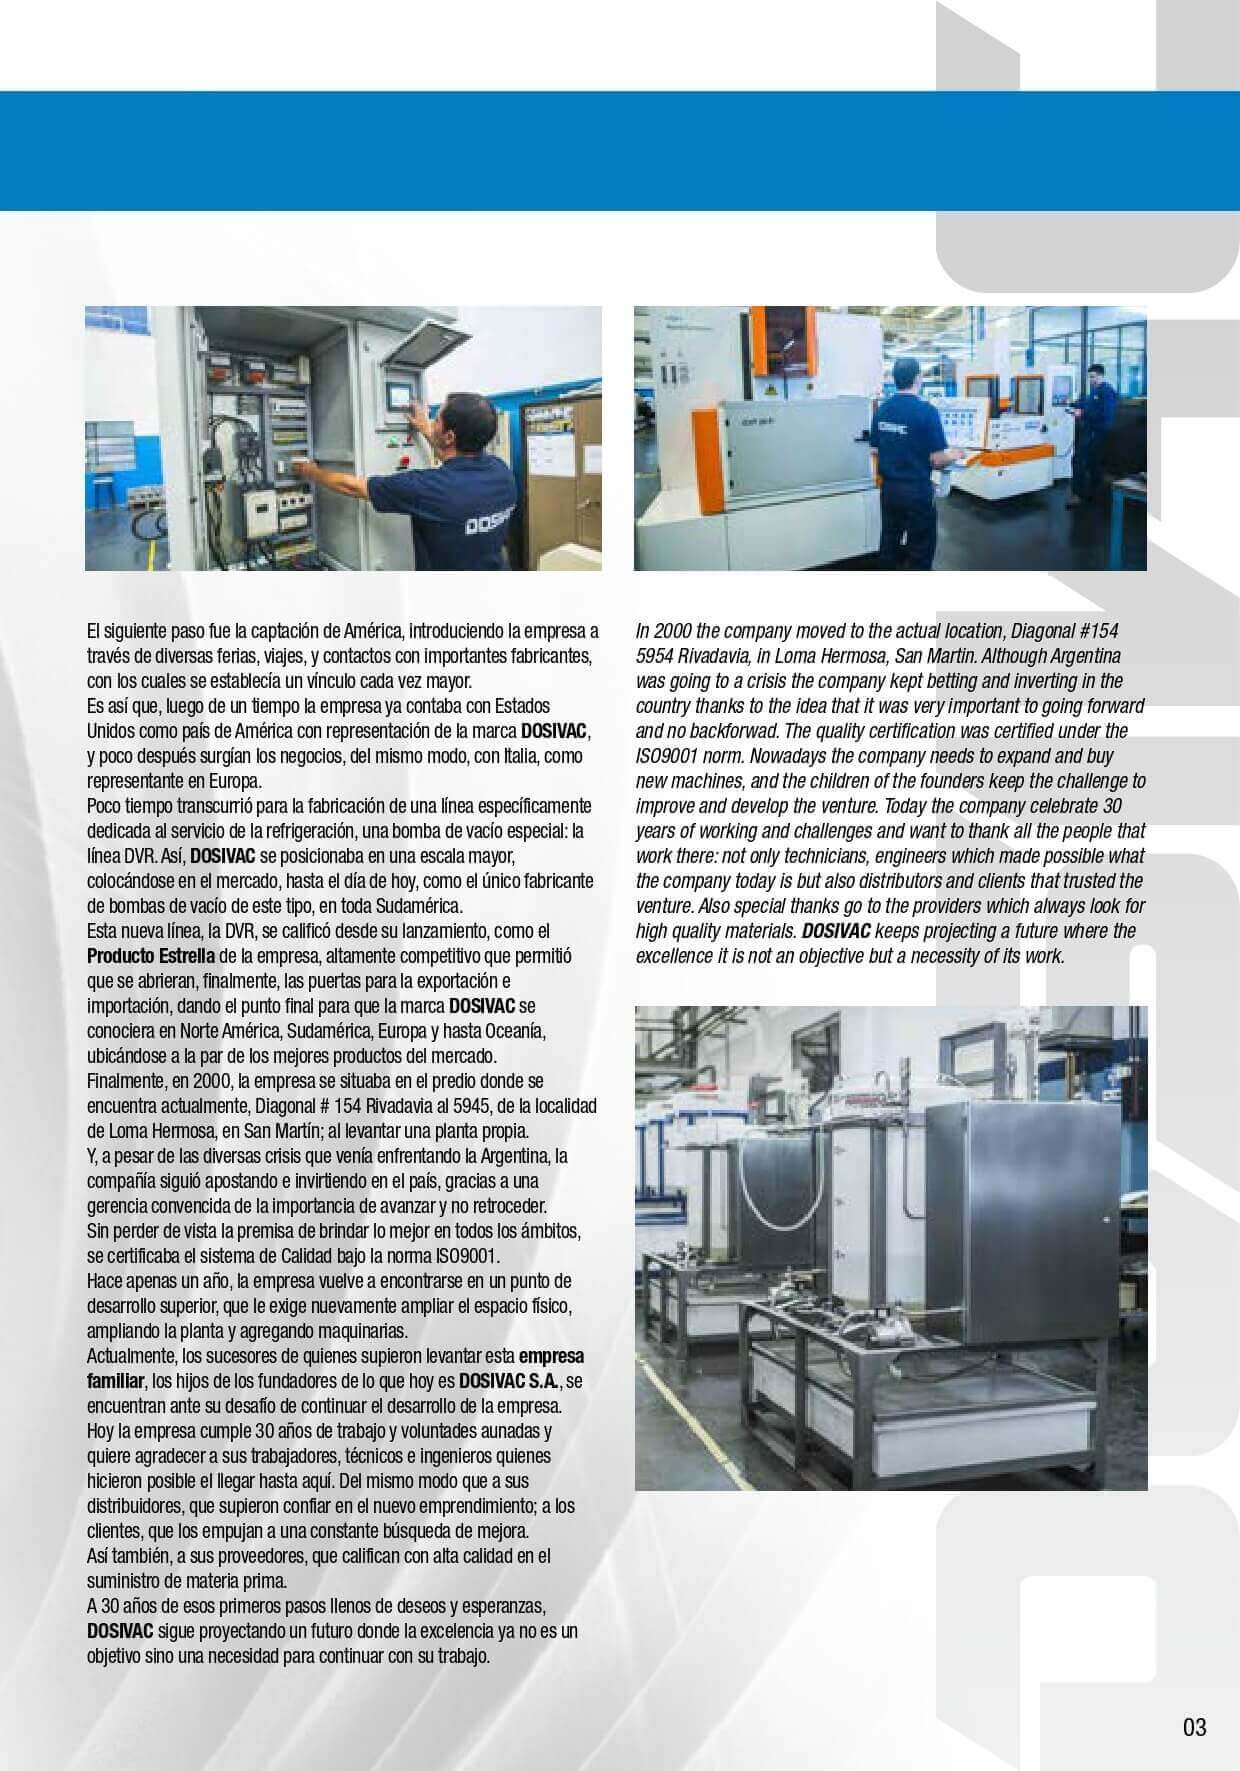 El siguiente paso fue la captación de América, introduciendo la empresa a
través de diversas ferias, viajes, y contactos con importantes fabricantes,
con los cuales se establecía un vínculo cada vez mayor.
Es así que, luego de un tiempo la empresa ya contaba con Estados
Unidos como país de América con representación de la marca DOSIVAC,
y poco después surgían los negocios, del mismo modo, con Italia, como
representante en Europa.
Poco tiempo transcurrió para la fabricación de una línea específicamente
dedicada al servicio de la refrigeración, una bomba de vacío especial: la
línea DVR. Así, DOSIVAC se posicionaba en una escala mayor,
colocándose en el mercado, hasta el día de hoy, como el único fabricante
de bombas de vacío de este tipo, en toda Sudamérica.
Esta nueva línea, la DVR, se calificó desde su lanzamiento, como el
Producto Estrella de la empresa, altamente competitivo que permitió
que se abrieran, finalmente, las puertas para la exportación e
importación, dando el punto final para que la marca DOSIVAC se
conociera en Norte América, Sudamérica, Europa y hasta Oceanía,
ubicándose a la par de los mejores productos del mercado.
Finalmente, en 2000, la empresa se situaba en el predio donde se
encuentra actualmente, Diagonal # 154 Rivadavia al 5945, de la localidad
de Loma Hermosa, en San Martín; al levantar una planta propia.
Y, a pesar de las diversas crisis que venía enfrentando la Argentina, la
compañía siguió apostando e invirtiendo en el país, gracias a una
gerencia convencida de la importancia de avanzar y no retroceder.
Sin perder de vista la premisa de brindar lo mejor en todos los ámbitos,
se certificaba el sistema de Calidad bajo la norma ISO9001.
Hace apenas un año, la empresa vuelve a encontrarse en un punto de
desarrollo superior, que le exige nuevamente ampliar el espacio físico,
ampliando la planta y agregando maquinarias.
Actualmente, los sucesores de quienes supieron levantar esta empresa
familiar, los hijos de los fundadores de lo que hoy es DOSIVAC S.A., se
encuentran ante su desafío de continuar el desarrollo de la empresa.
Hoy la empresa cumple 30 años de trabajo y voluntades aunadas y
quiere agradecer a sus trabajadores, técnicos e ingenieros quienes
hicieron posible el llegar hasta aquí. Del mismo modo que a sus
distribuidores, que supieron confiar en el nuevo emprendimiento; a los
clientes, que los empujan a una constante búsqueda de mejora.
Así también, a sus proveedores, que califican con alta calidad en el
suministro de materia prima.
A 30 años de esos primeros pasos llenos de deseos y esperanzas,
DOSIVAC sigue proyectando un futuro donde la excelencia ya no es un
objetivo sino una necesidad para continuar con su trabajo.
In 2000 the company moved to the actual location, Diagonal #154
5954 Rivadavia, in Loma Hermosa, San Martin. Although Argentina
was going to a crisis the company kept betting and inverting in the
country thanks to the idea that it was very important to going forward
and no backforwad. The quality certification was certified under the
ISO9001 norm. Nowadays the company needs to expand and buy
new machines, and the children of the founders keep the challenge to
improve and develop the venture. Today the company celebrate 30
years of working and challenges and want to thank all the people that
work there: not only technicians, engineers which made possible what
the company today is but also distributors and clients that trusted the
venture. Also special thanks go to the providers which always look for
high quality materials. DOSIVAC keeps projecting a future where the
excellence it is not an objective but a necessity of its work.
03